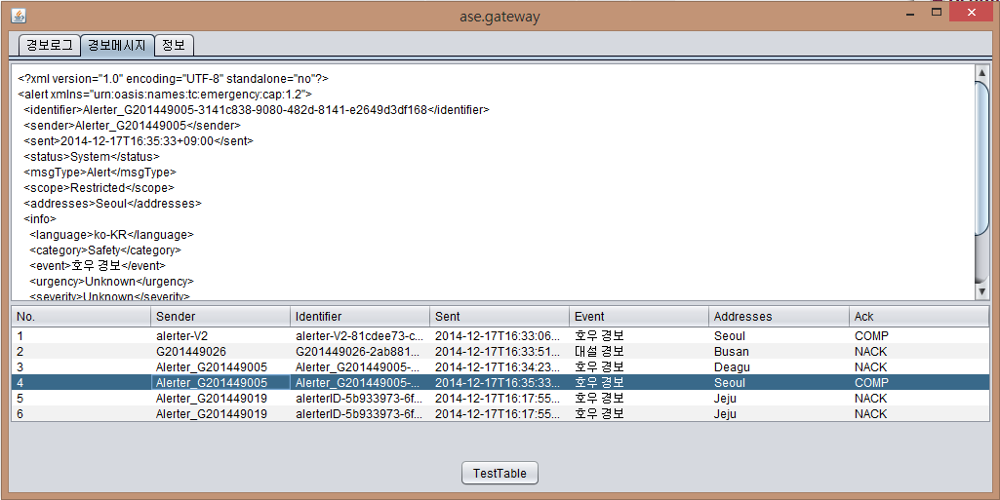 ase.gateway
경보로그 경보메시지 정보
<?xml version="1.0" encoding="UTF-8" standalone="no"?>
<alert xmlns="urn:oasis:names:tc:emergency:cap:1.2">
<identifier>Alerter_G201449005-3141c838-9080-482d-8141-e2649d3df168</identifier>
<sender>Alerter_G201449005</sender>
<sent>2014-12-17T16:35:33+09:00</sent>
<status>System</status>
<msgType>Alert</msgType>
<scope>Restricted</scope>
<addresses>Seoul</addresses>
<info>
<language>ko-KR</language>
<category>Safety</category>
<event>호우 경보</event>
<urgency>Unknown</urgency>
<severity>Unknown</severity>
No. Sender Identifier Sent Event Addresses Ack
1 alerter-V2 alerter-V2-81cdee73-c... 2014-12-17T16:33:06... 호우 경보 Seoul COMP
2 G201449026 G201449026-2ab881... 2014-12-17T16:33:51... 대설 경보 Busan NACK
3 Alerter_G201449005 Alerter_G201449005-... 2014-12-17T16:34:23... 호우 경보 Deagu NACK
4 Alerter_G201449005 Alerter_G201449005-... 2014-12-17T16:35:33... 호우 경보 Seoul COMP
5 Alerter_G201449019 alerterID-5b933973-6f... 2014-12-17T16:17:55... 호우 경보 Jeju NACK
6 Alerter_G201449019 alerterID-5b933973-6f... 2014-12-17T16:17:55... 호우 경보 Jeju NACK
TestTable